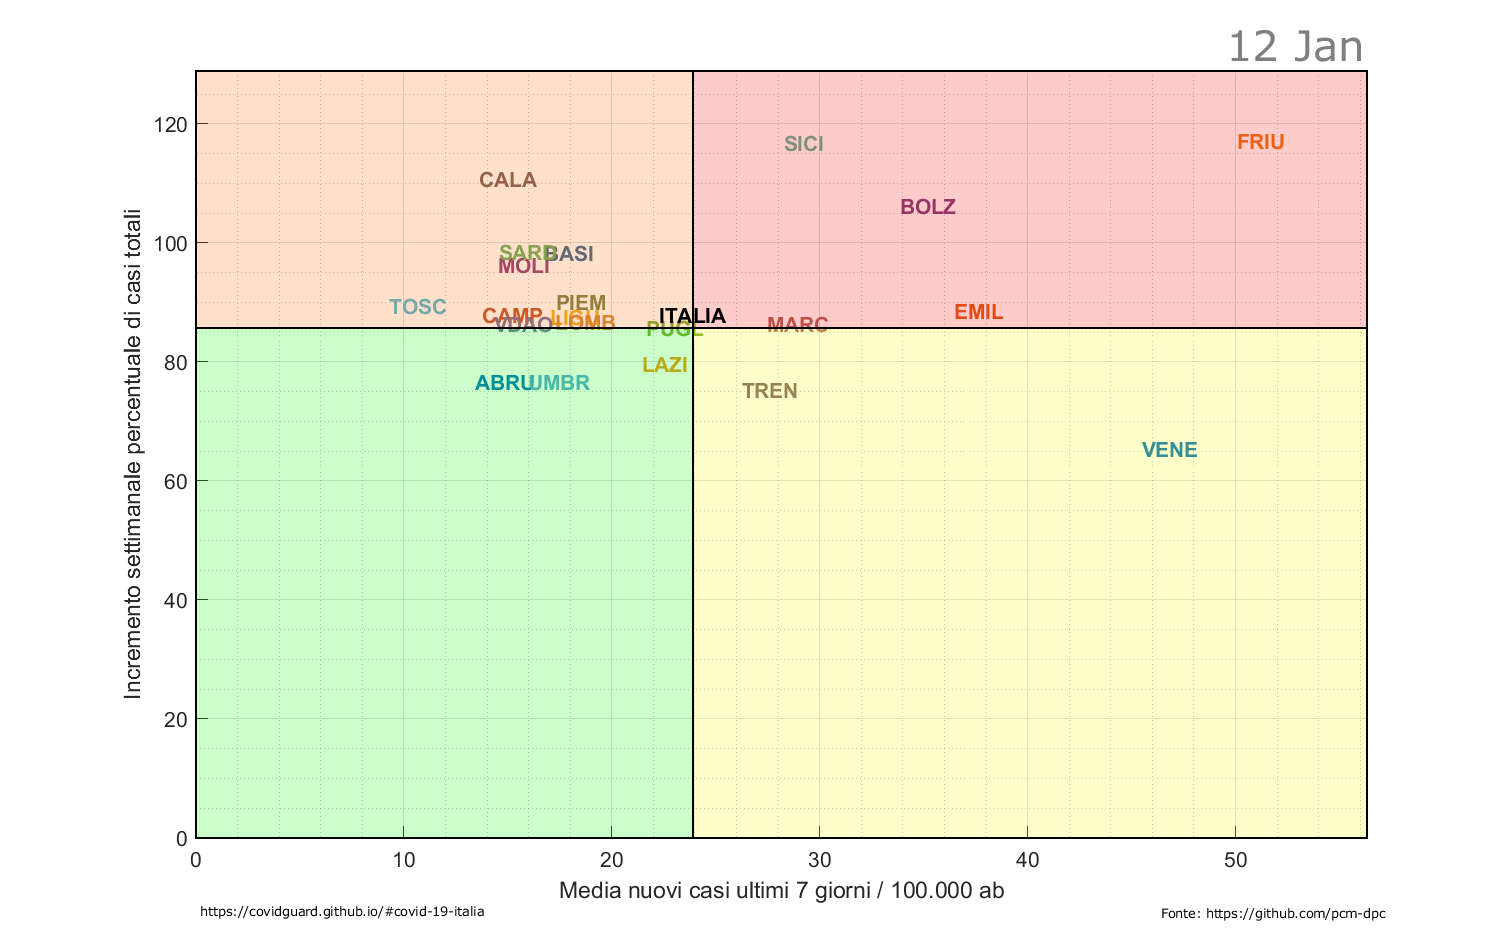 12 Jan
120
100
80
60
40
20
0
Incremento settimanale percentuale di casi totali
SICI
FRIU
CALA
BOLZ
SARD
BASI
MOLI
PIEM
TOSC
CAMP
LIGU
LOMB
VDAO
ITALIA
PUGL
MARC
EMIL
LAZI
ABRU
UMBR
TREN
VENE
0
10
20
30
40
50
Media nuovi casi ultimi 7 giorni / 100.000 ab
https://covidguard.github.io/#covid-19-italia
Fonte: https://github.com/pcm-dpc